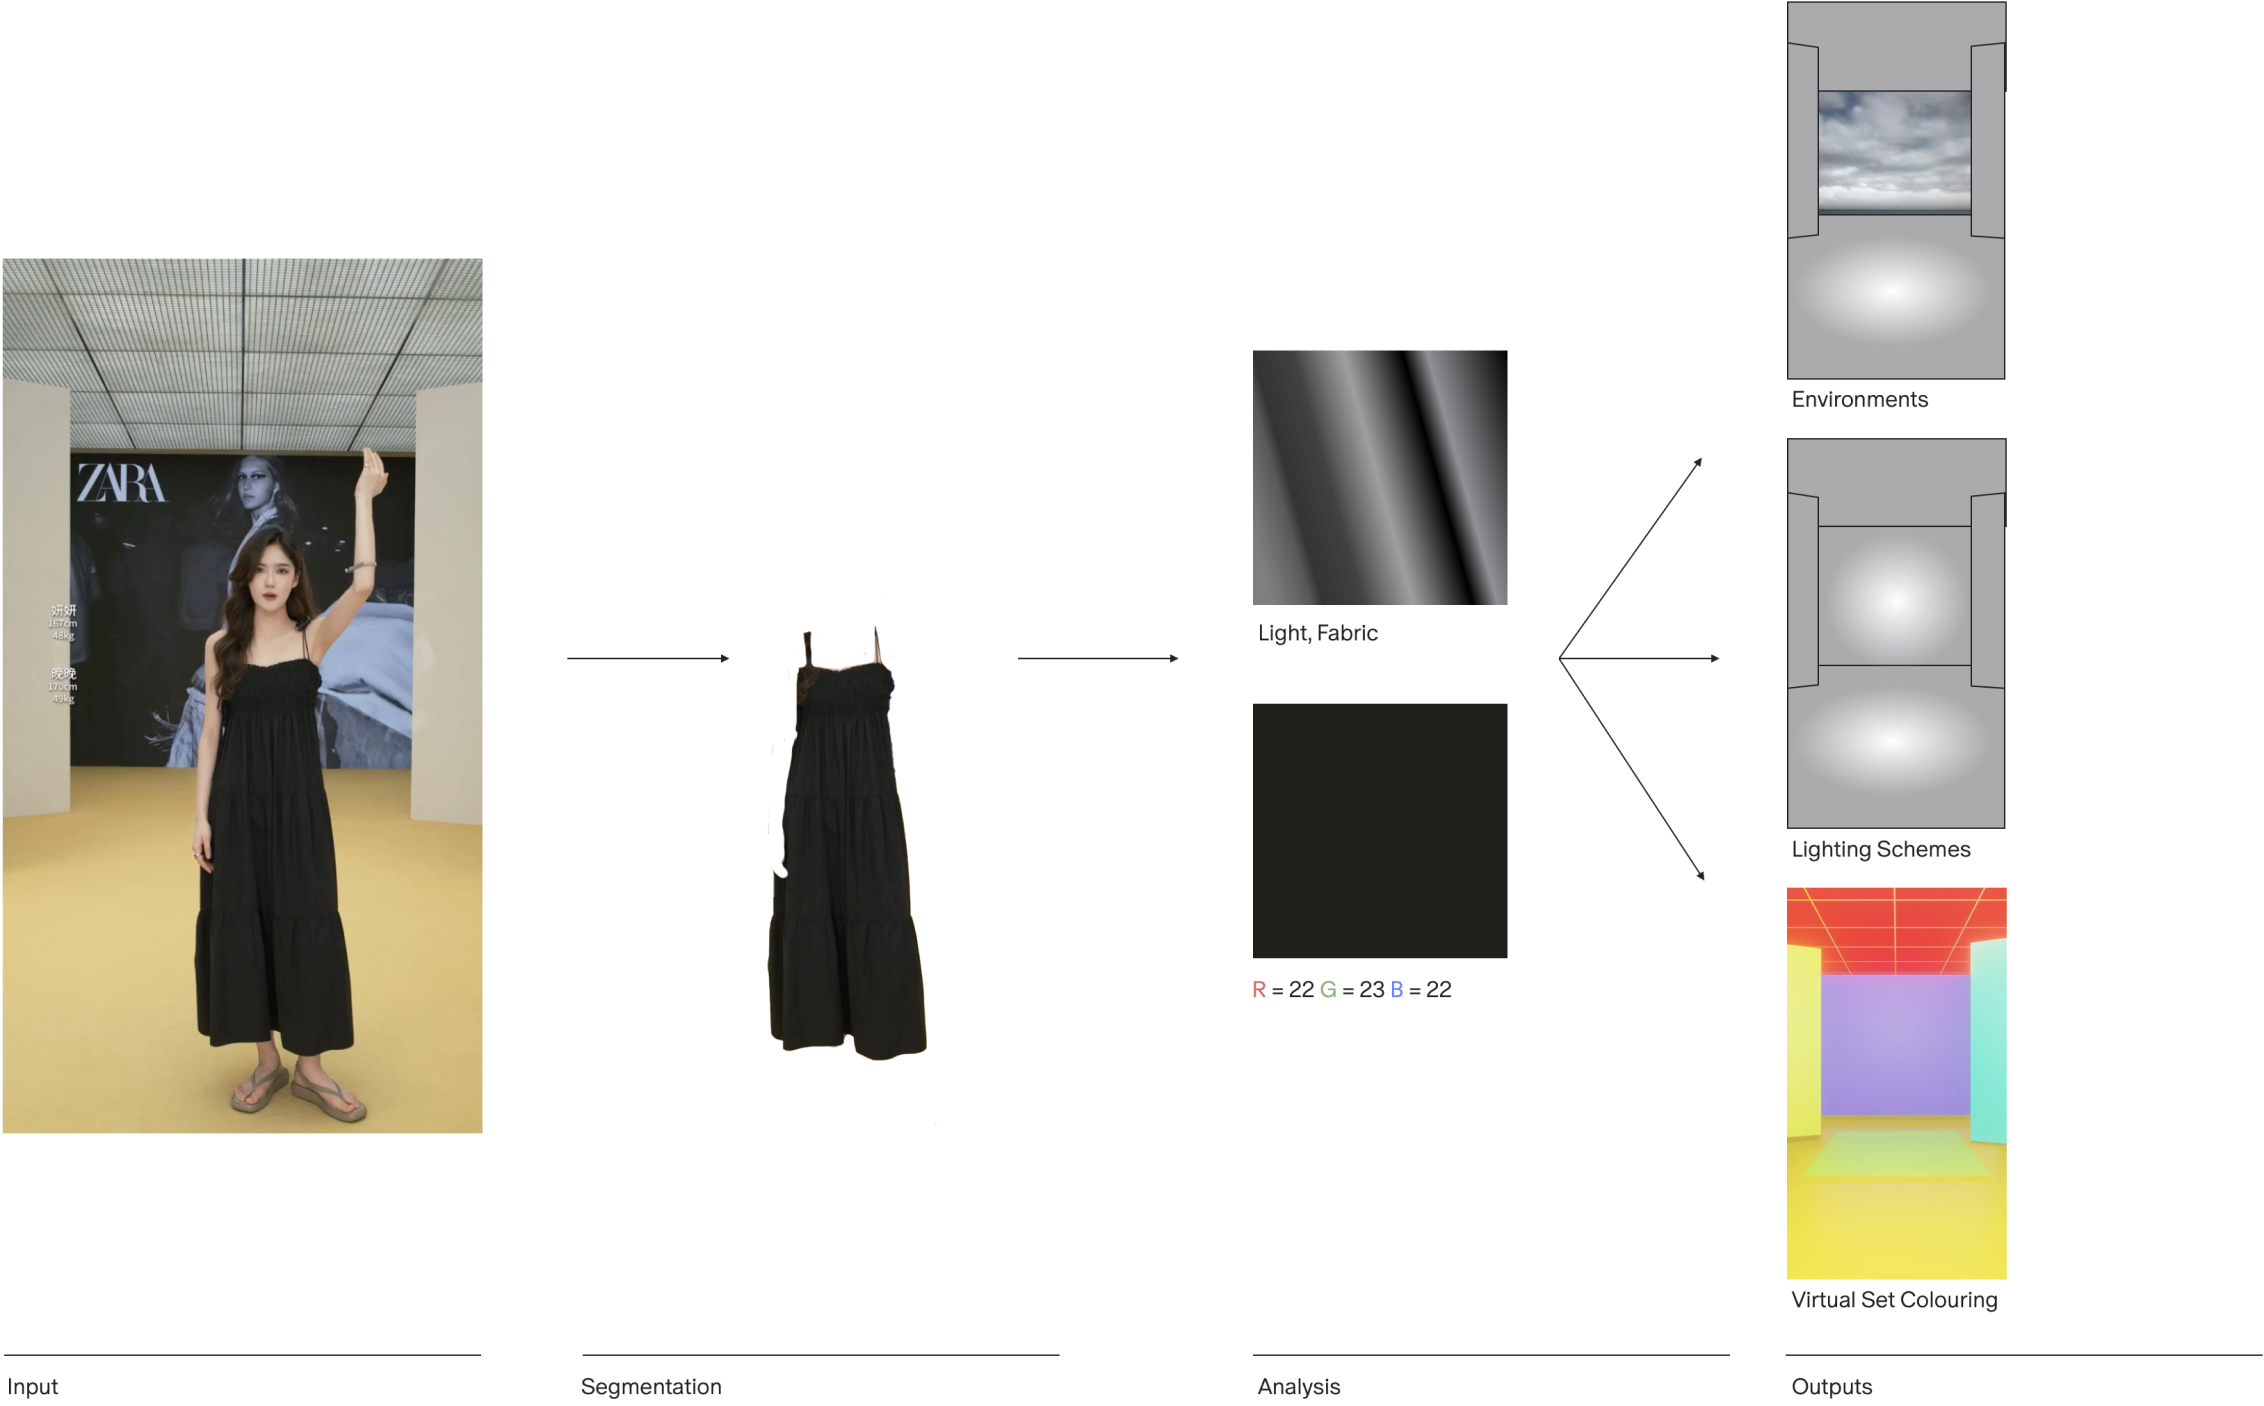 ZARA
妍妍
167cm
48kg
晚晚
170cm
49kg
Light, Fabric
R = 22 G = 23 B = 22
Environments
Lighting Schemes
Virtual Set Colouring
Input
Segmentation
Analysis
Outputs